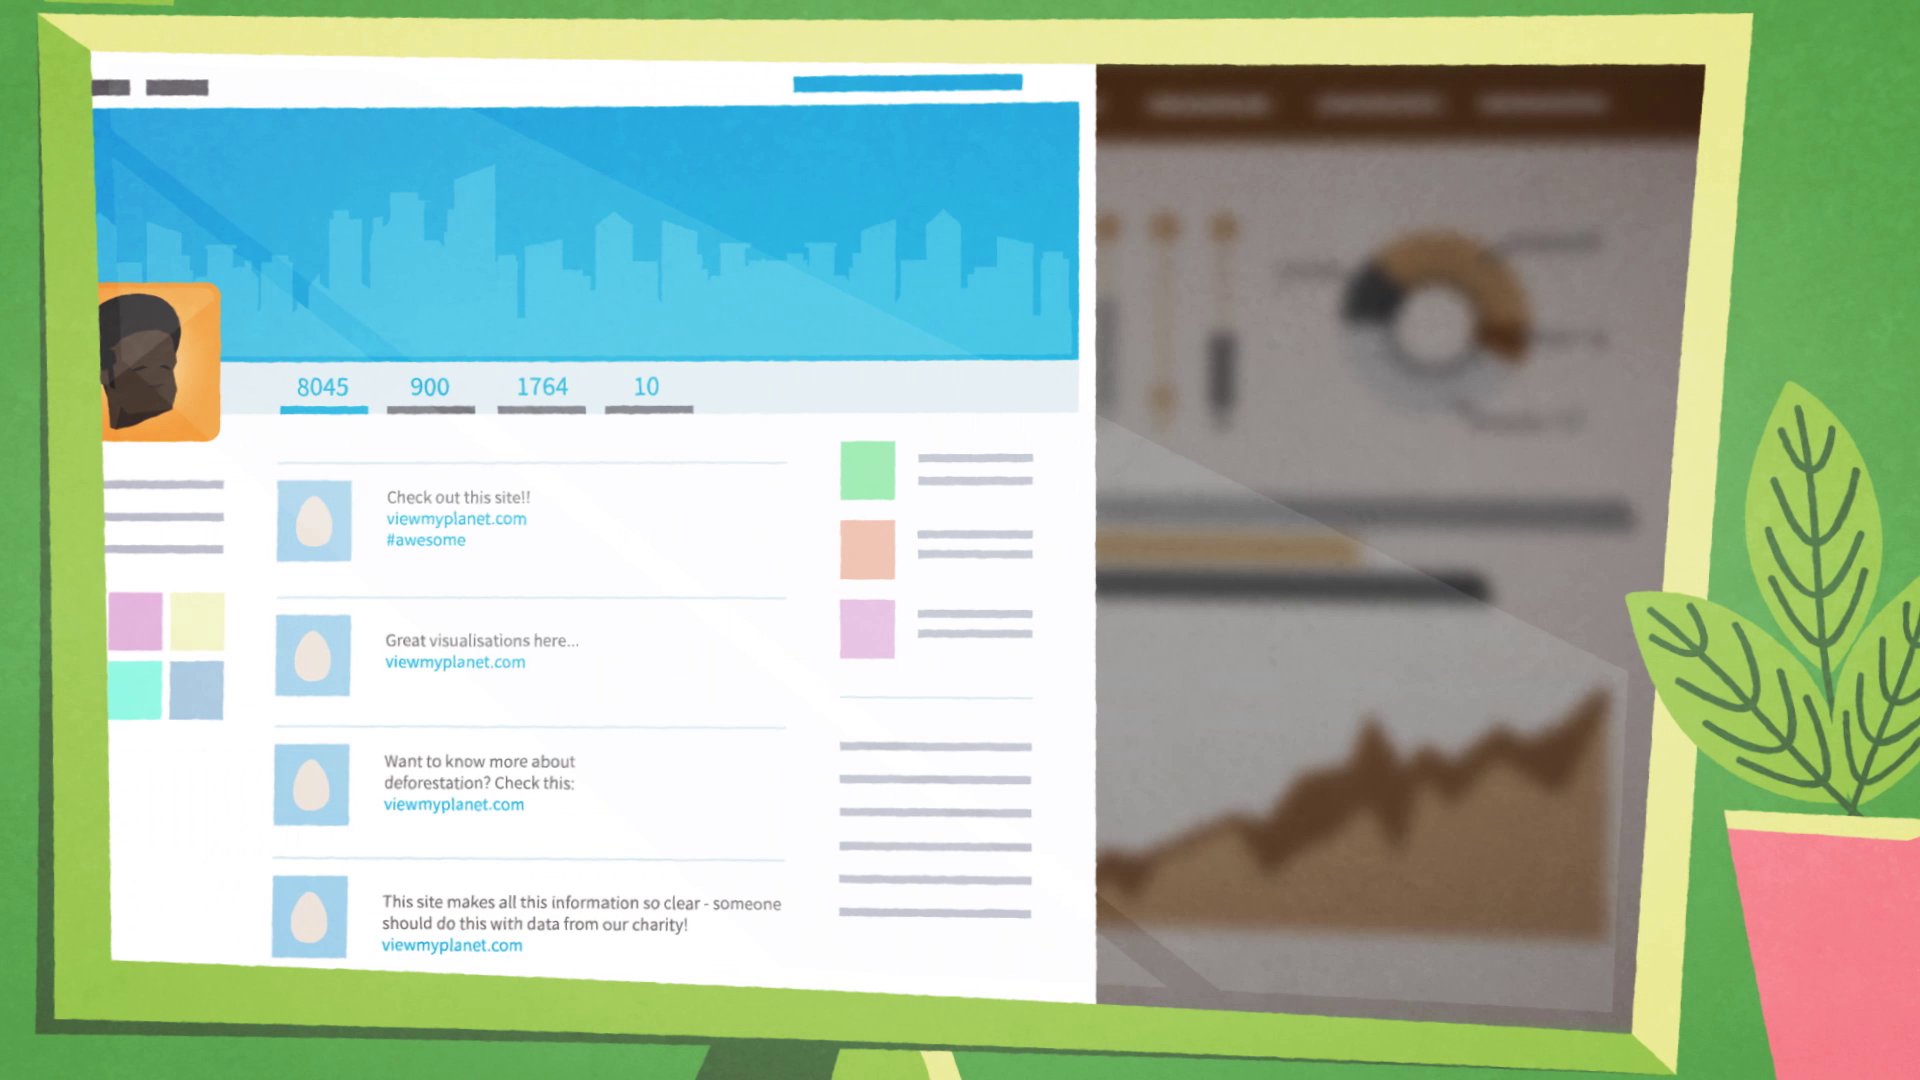 8045 900 1764 10
Check out this site!!
viewmyplanet.com
#awesome
Great visualisations here...
viewmyplanet.com
Want to know more about
deforestation? Check this:
viewmyplanet.com
This site makes all this information so clear - someone
should do this with data from our charity!
viewmyplanet.com